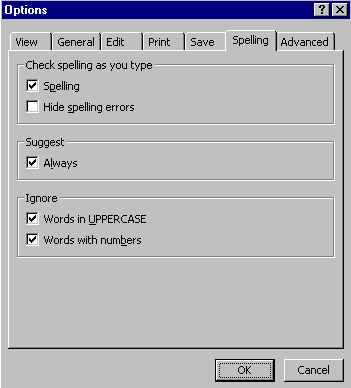 Options
View General Edit Print Save Spelling Advanced
Check spelling as you type
Spelling
Hide spelling errors
Suggest
Always
Ignore
Words in UPPERCASE
Words with numbers
OK Cancel